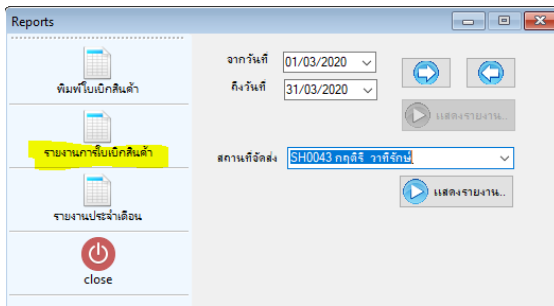 Reports
พิมพ์ใบเบิกสินค้า
รายงานการใบเบิกสินค้า
รายงานประจำเดือน
close
จากวันที่ 01/03/2020
ถึงวันที่ 31/03/2020
แสดงรายงาน..
สถานที่จัดส่ง SH0043 กฤติรี วาทีรักษ์
แสดงรายงาน..